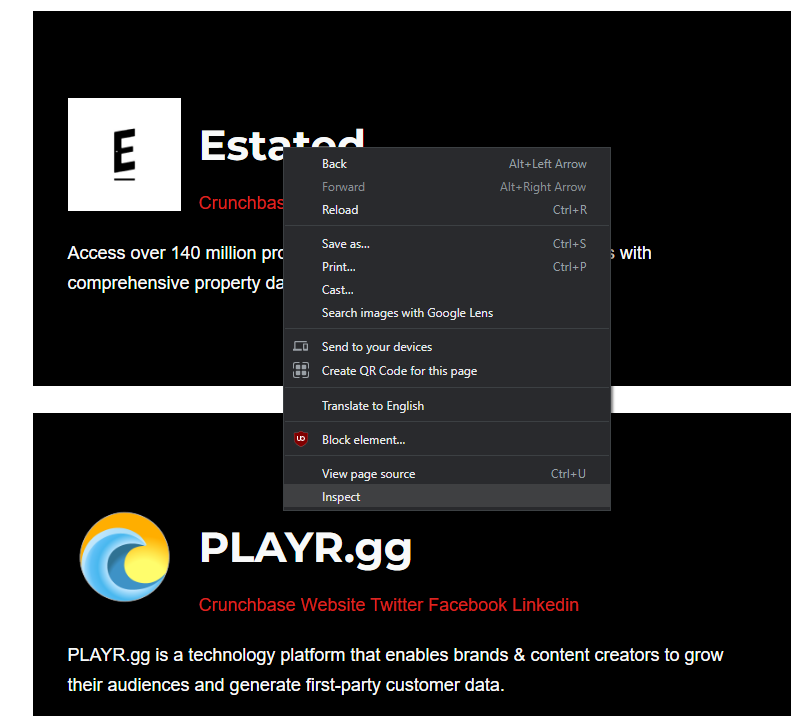 E
Estated
Crunchbas
Access over 140 million pro s with
comprehensive property da
Back Alt+Left Arrow
Forward Alt+Right Arrow
Reload Ctrl+R
Save as... Ctrl+S
Print... Ctrl+P
Cast...
Search images with Google Lens
Send to your devices
Create QR Code for this page
Translate to English
Block element...
View page source Ctrl+U
Inspect
PLAYR.gg
Crunchbase Website Twitter Facebook Linkedin
PLAYR.gg is a technology platform that enables brands & content creators to grow
their audiences and generate first-party customer data.